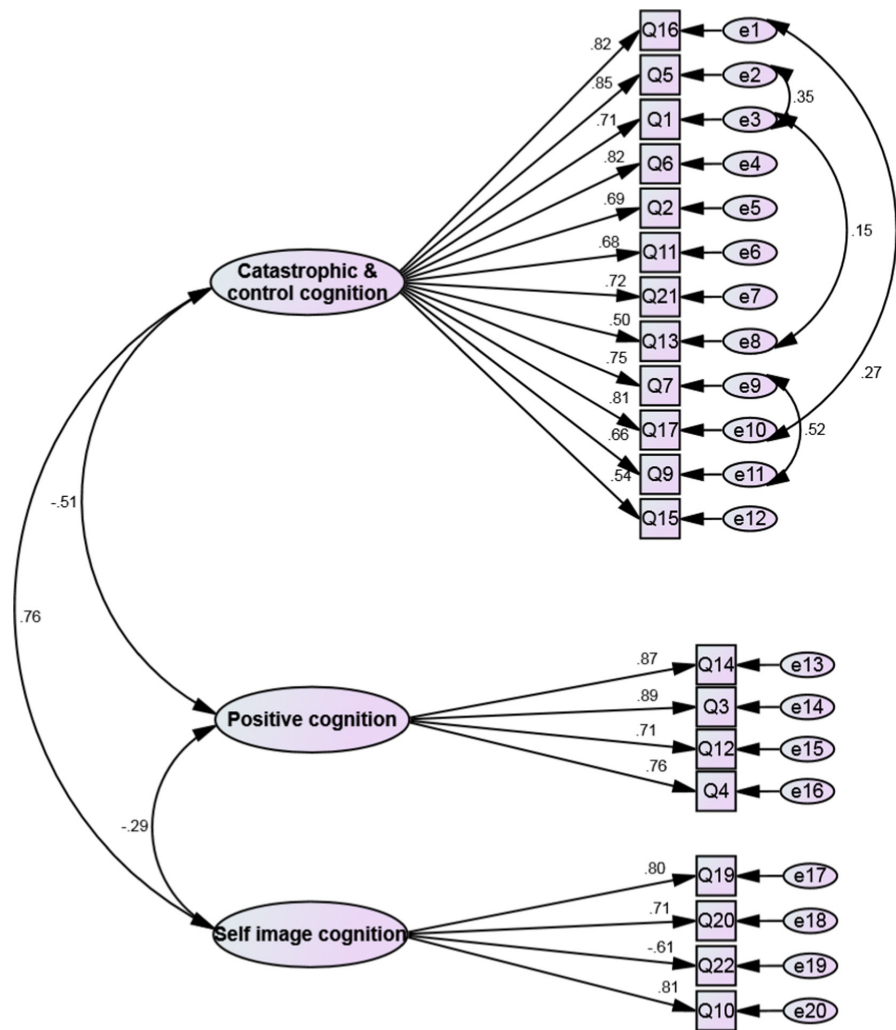 .82
Q16
e1
.85
Q5
e2
.35
.71
Q1
e3
.82
Q6
e4
.69
Q2
e5
.15
.68
Q11
e6
Catastrophic &
control cognition
.72
Q21
e7
.50
Q13
e8
.75
Q7
e9
.27
.81
Q17
e10
.52
.66
Q9
e11
.54
Q15
e12
-.51
.76
.87
Q14
e13
.89
Q3
e14
Positive cognition
.71
Q12
e15
.76
Q4
e16
-.29
.80
Q19
e17
.71
Q20
e18
Self image cognition
-.61
Q22
e19
.81
Q10
e20